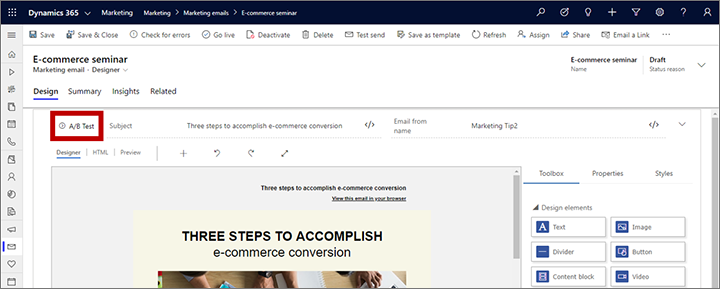 Dynamics 365 Marketing Marketing > Marketing emails > E-commerce seminar
Save Save & Close Check for errors Go live Deactivate Delete Test send Save as template Refresh Assign Share Email a Link
E-commerce seminar
Marketing email · Designer
E-commerce seminar
Name
Draft
Status reason
Design Summary Insights Related
A/B Test Subject Three steps to accomplish e-commerce conversion </> Email from name Marketing Tip2 </>
Designer HTML Preview
Toolbox Properties Styles
Three steps to accomplish e-commerce conversion
View this email in your browser
THREE STEPS TO ACCOMPLISH
e-commerce conversion
Design elements
Text Image
Divider Button
Content block Video